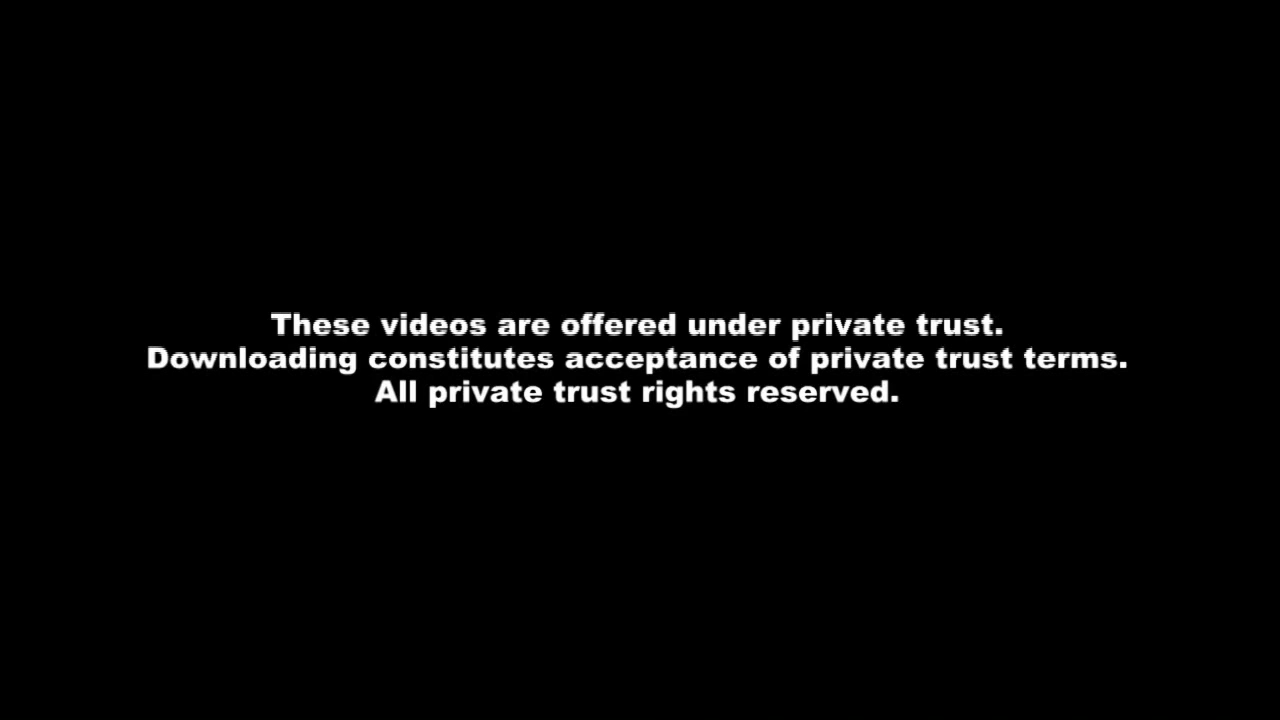 These videos are offered under private trust.
Downloading constitutes acceptance of private trust terms.
All private trust rights reserved.